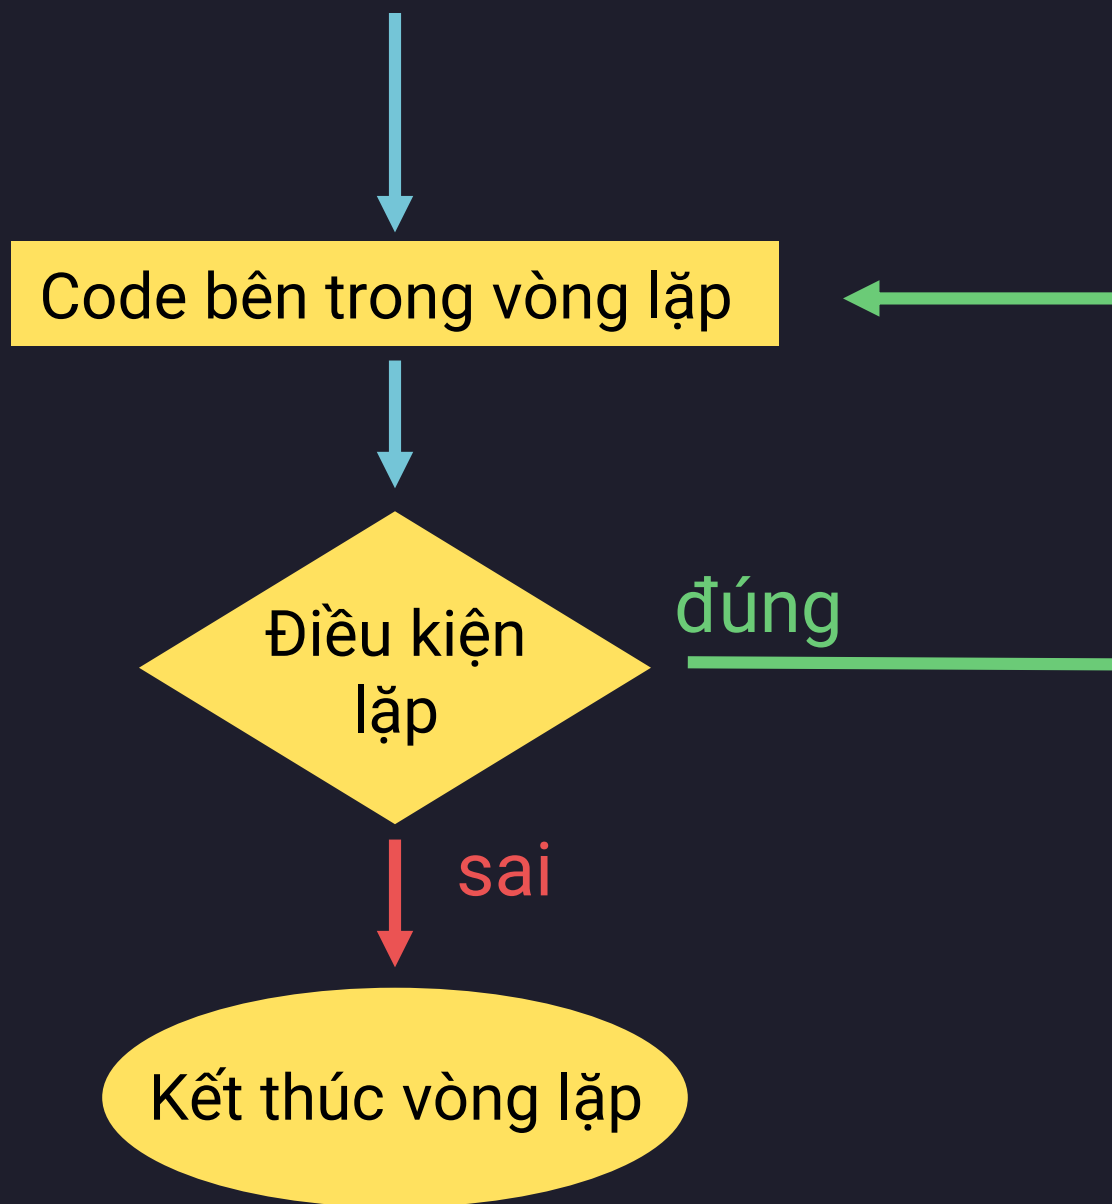 Code bên trong vòng lặp
Điều kiện
lặp
đúng
sai
Kết thúc vòng lặp